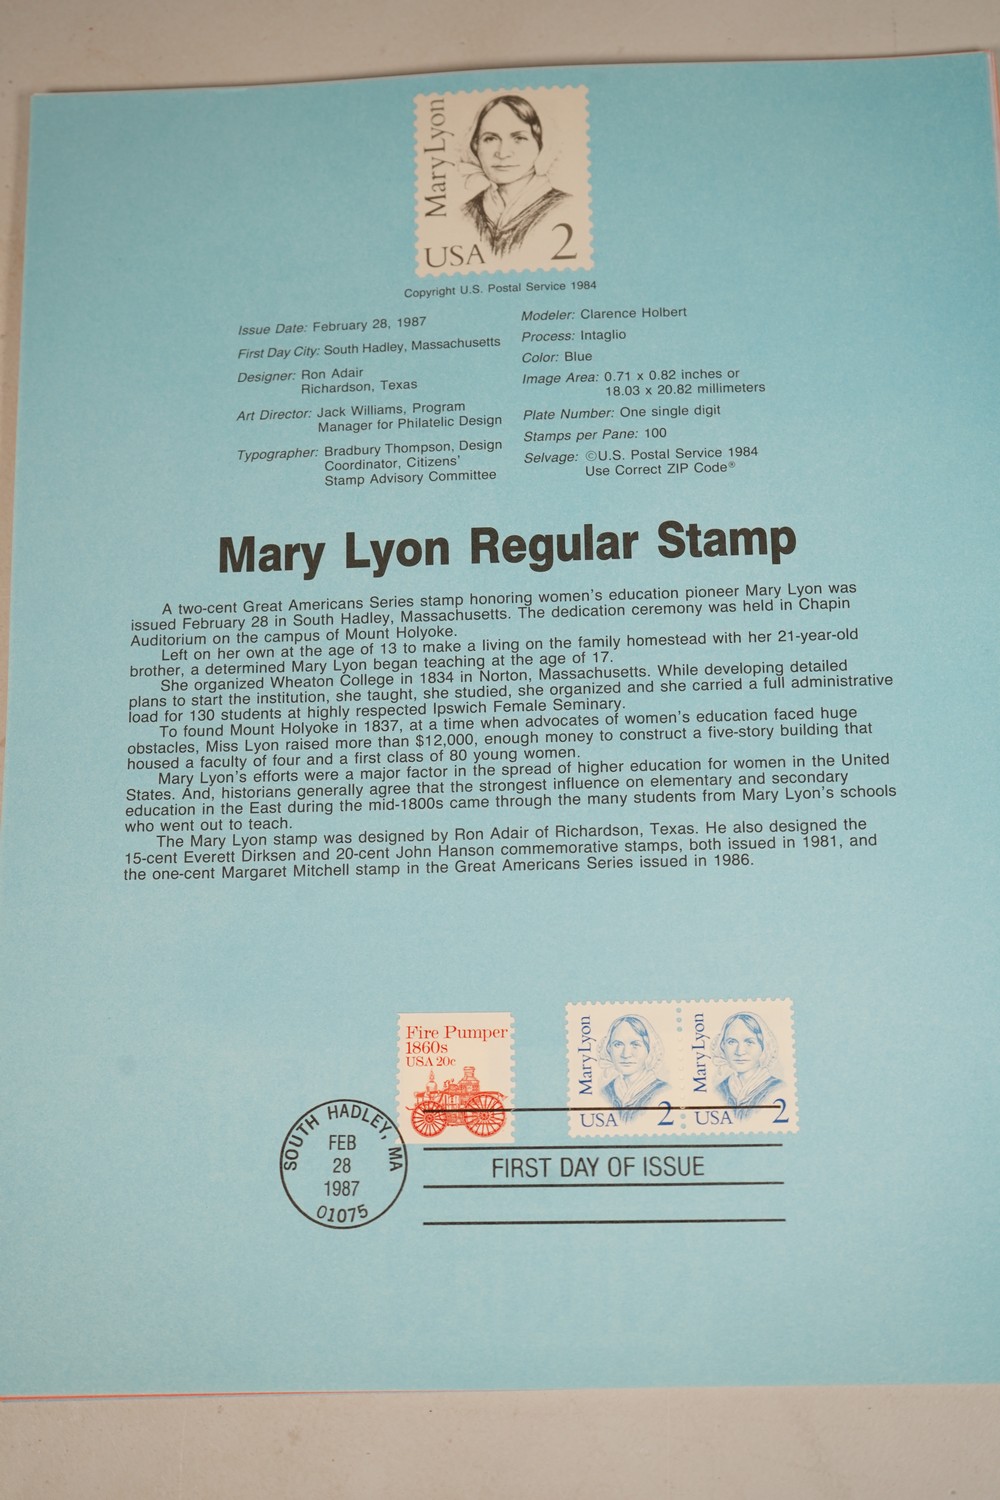 Mary Lyon
USA 2
Copyright U.S. Postal Service 1984
Issue Date: February 28, 1987
First Day City: South Hadley, Massachusetts
Designer: Ron Adair
Richardson, Texas
Art Director: Jack Williams, Program
Manager for Philatelic Design
Typographer: Bradbury Thompson, Design
Coordinator, Citizens'
Stamp Advisory Committee
Modeler: Clarence Holbert
Process: Intaglio
Color: Blue
Image Area: 0.71 x 0.82 inches or
18.03 x 20.82 millimeters
Plate Number: One single digit
Stamps per Pane: 100
Selvage: ©U.S. Postal Service 1984
Use Correct ZIP Code®
Mary Lyon Regular Stamp
A two-cent Great Americans Series stamp honoring women's education pioneer Mary Lyon was
issued February 28 in South Hadley, Massachusetts. The dedication ceremony was held in Chapin
Auditorium on the campus of Mount Holyoke.
Left on her own at the age of 13 to make a living on the family homestead with her 21-year-old
brother, a determined Mary Lyon began teaching at the age of 17.
She organized Wheaton College in 1834 in Norton, Massachusetts. While developing detailed
plans to start the institution, she taught, she studied, she organized and she carried a full administrative
load for 130 students at highly respected Ipswich Female Seminary.
To found Mount Holyoke in 1837, at a time when advocates of women's education faced huge
obstacles, Miss Lyon raised more than $12,000, enough money to construct a five-story building that
housed a faculty of four and a first class of 80 young women.
Mary Lyon's efforts were a major factor in the spread of higher education for women in the United
States. And, historians generally agree that the strongest influence on elementary and secondary
education in the East during the mid-1800s came through the many students from Mary Lyon's schools
who went out to teach.
The Mary Lyon stamp was designed by Ron Adair of Richardson, Texas. He also designed the
15-cent Everett Dirksen and 20-cent John Hanson commemorative stamps, both issued in 1981, and
the one-cent Margaret Mitchell stamp in the Great Americans Series issued in 1986.
Fire Pumper
1860s
USA 20c
Mary Lyon
USA 2
Mary Lyon
USA 2
SOUTH HADLEY, MA
FEB
28
1987
01075
FIRST DAY OF ISSUE